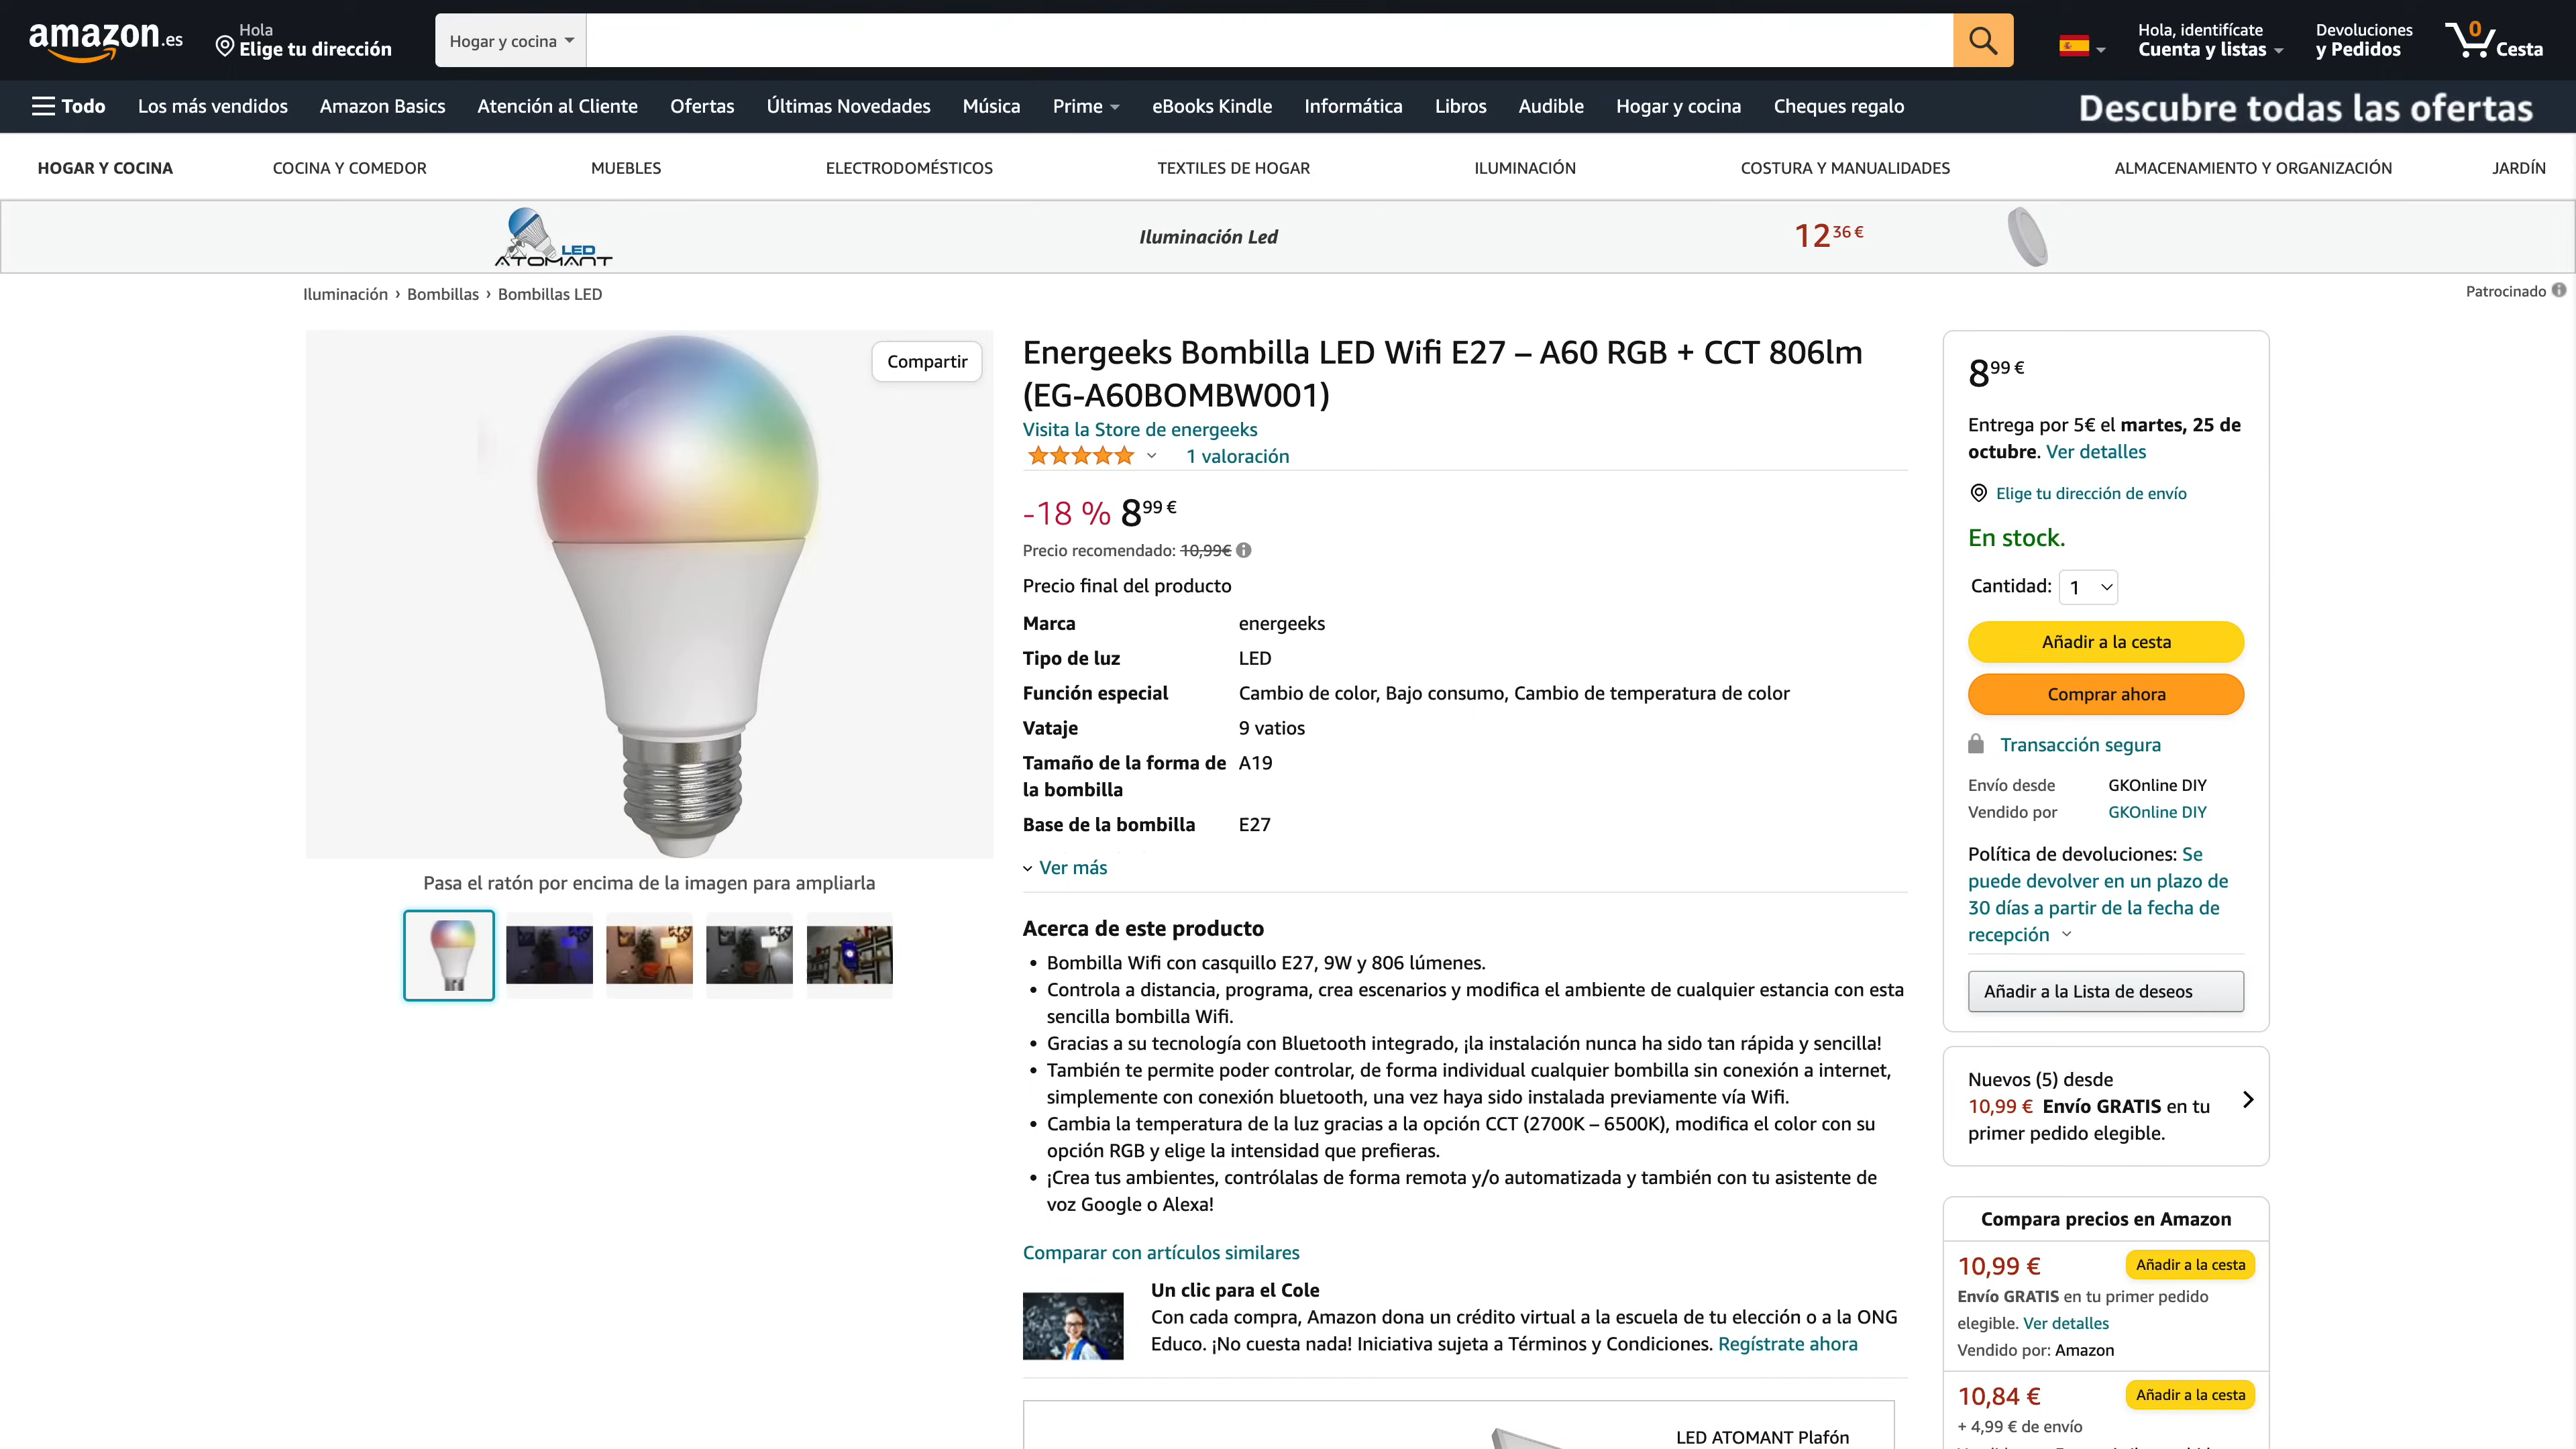 amazon.es
Hola
Elige tu dirección
Hogar y cocina
Hola, identifícate
Cuenta y listas
Devoluciones
y Pedidos
0
Cesta
Todo
Los más vendidos
Amazon Basics
Atención al Cliente
Ofertas
Últimas Novedades
Música
Prime
eBooks Kindle
Informática
Libros
Audible
Hogar y cocina
Cheques regalo
Descubre todas las ofertas
HOGAR Y COCINA
COCINA Y COMEDOR
MUEBLES
ELECTRODOMÉSTICOS
TEXTILES DE HOGAR
ILUMINACIÓN
COSTURA Y MANUALIDADES
ALMACENAMIENTO Y ORGANIZACIÓN
JARDÍN
LED
ATOMANT
Iluminación Led
12 36 €
Iluminación › Bombillas › Bombillas LED
Patrocinado
Compartir
Pasa el ratón por encima de la imagen para ampliarla
Energeeks Bombilla LED Wifi E27 – A60 RGB + CCT 806lm
(EG-A60BOMBW001)
Visita la Store de energeeks
1 valoración
-18 % 8 99 €
Precio recomendado: 10,99€
Precio final del producto
Marca energeeks
Tipo de luz LED
Función especial Cambio de color, Bajo consumo, Cambio de temperatura de color
Vataje 9 vatios
Tamaño de la forma de A19
la bombilla
Base de la bombilla E27
Ver más
Acerca de este producto
• Bombilla Wifi con casquillo E27, 9W y 806 lúmenes.
• Controla a distancia, programa, crea escenarios y modifica el ambiente de cualquier estancia con esta
sencilla bombilla Wifi.
• Gracias a su tecnología con Bluetooth integrado, ¡la instalación nunca ha sido tan rápida y sencilla!
• También te permite poder controlar, de forma individual cualquier bombilla sin conexión a internet,
simplemente con conexión bluetooth, una vez haya sido instalada previamente vía Wifi.
• Cambia la temperatura de la luz gracias a la opción CCT (2700K – 6500K), modifica el color con su
opción RGB y elige la intensidad que prefieras.
• ¡Crea tus ambientes, contrólalas de forma remota y/o automatizada y también con tu asistente de
voz Google o Alexa!
Comparar con artículos similares
Un clic para el Cole
Con cada compra, Amazon dona un crédito virtual a la escuela de tu elección o a la ONG
Educo. ¡No cuesta nada! Iniciativa sujeta a Términos y Condiciones. Regístrate ahora
LED ATOMANT Plafón
8 99 €
Entrega por 5€ el martes, 25 de
octubre. Ver detalles
Elige tu dirección de envío
En stock.
Cantidad: 1
Añadir a la cesta
Comprar ahora
Transacción segura
Envío desde GKOnline DIY
Vendido por GKOnline DIY
Política de devoluciones: Se
puede devolver en un plazo de
30 días a partir de la fecha de
recepción
Añadir a la Lista de deseos
Nuevos (5) desde
10,99 € Envío GRATIS en tu
primer pedido elegible.
Compara precios en Amazon
10,99 €
Añadir a la cesta
Envío GRATIS en tu primer pedido
elegible. Ver detalles
Vendido por: Amazon
10,84 €
Añadir a la cesta
+ 4,99 € de envío